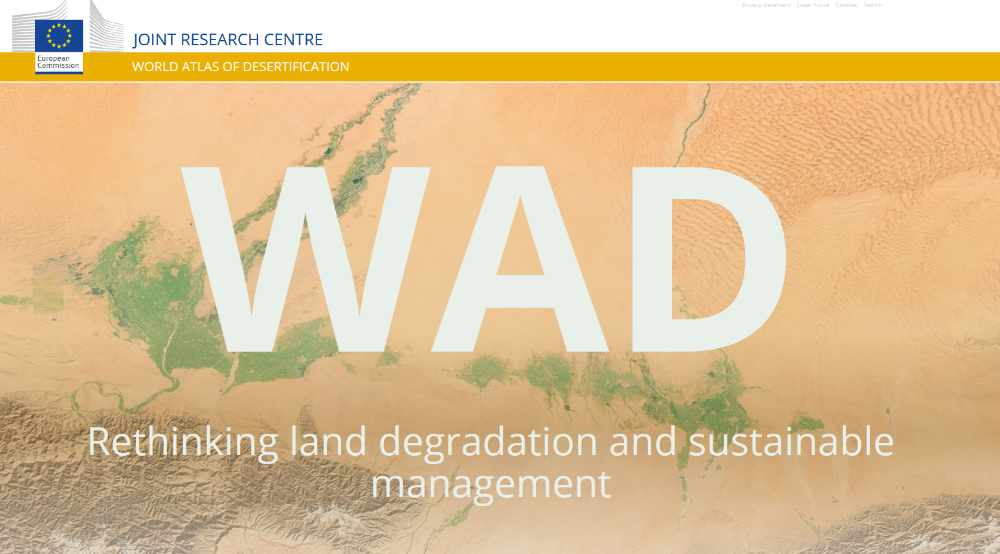 Privacy statement Legal notice Cookies Search
JOINT RESEARCH CENTRE
European
Commission
WORLD ATLAS OF DESERTIFICATION
WAD
Rethinking land degradation and sustainable
management